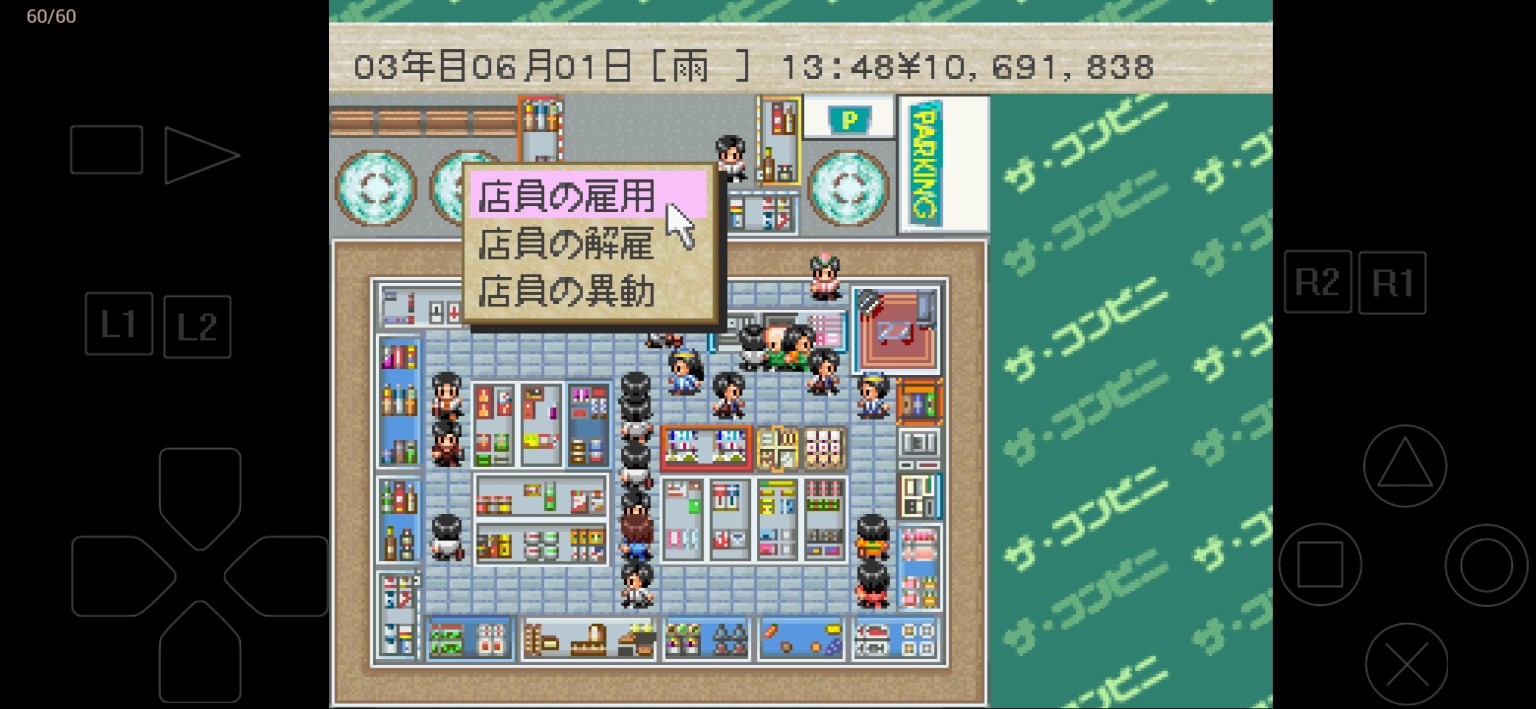 60/60
03年目06月01日[雨 ] 13:48¥10,691,838
P
PARKING
店員の雇用
店員の解雇
店員の異動
L1
L2
R2
R1
ザ・コンビニ
ザ・コンビニ
ザ・コンビニ
ザ・コンビニ
ザ・コンビニ
ザ・コンビニ